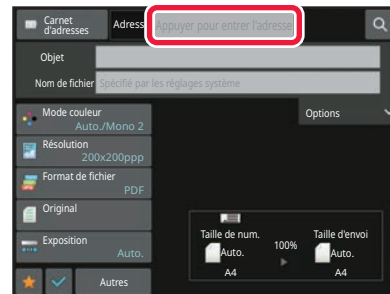 Carnet d'adresses
Adress
Appuyer pour entrer l'adresse
Objet
Nom de fichier
Spécifié par les réglages système
Mode couleur
Auto./Mono 2
Options
Résolution
200x200ppp
Format de fichier
PDF
Original
Exposition
Auto.
Taille de num.
Auto.
A4
100%
Taille d'envoi
Auto.
A4
Autres